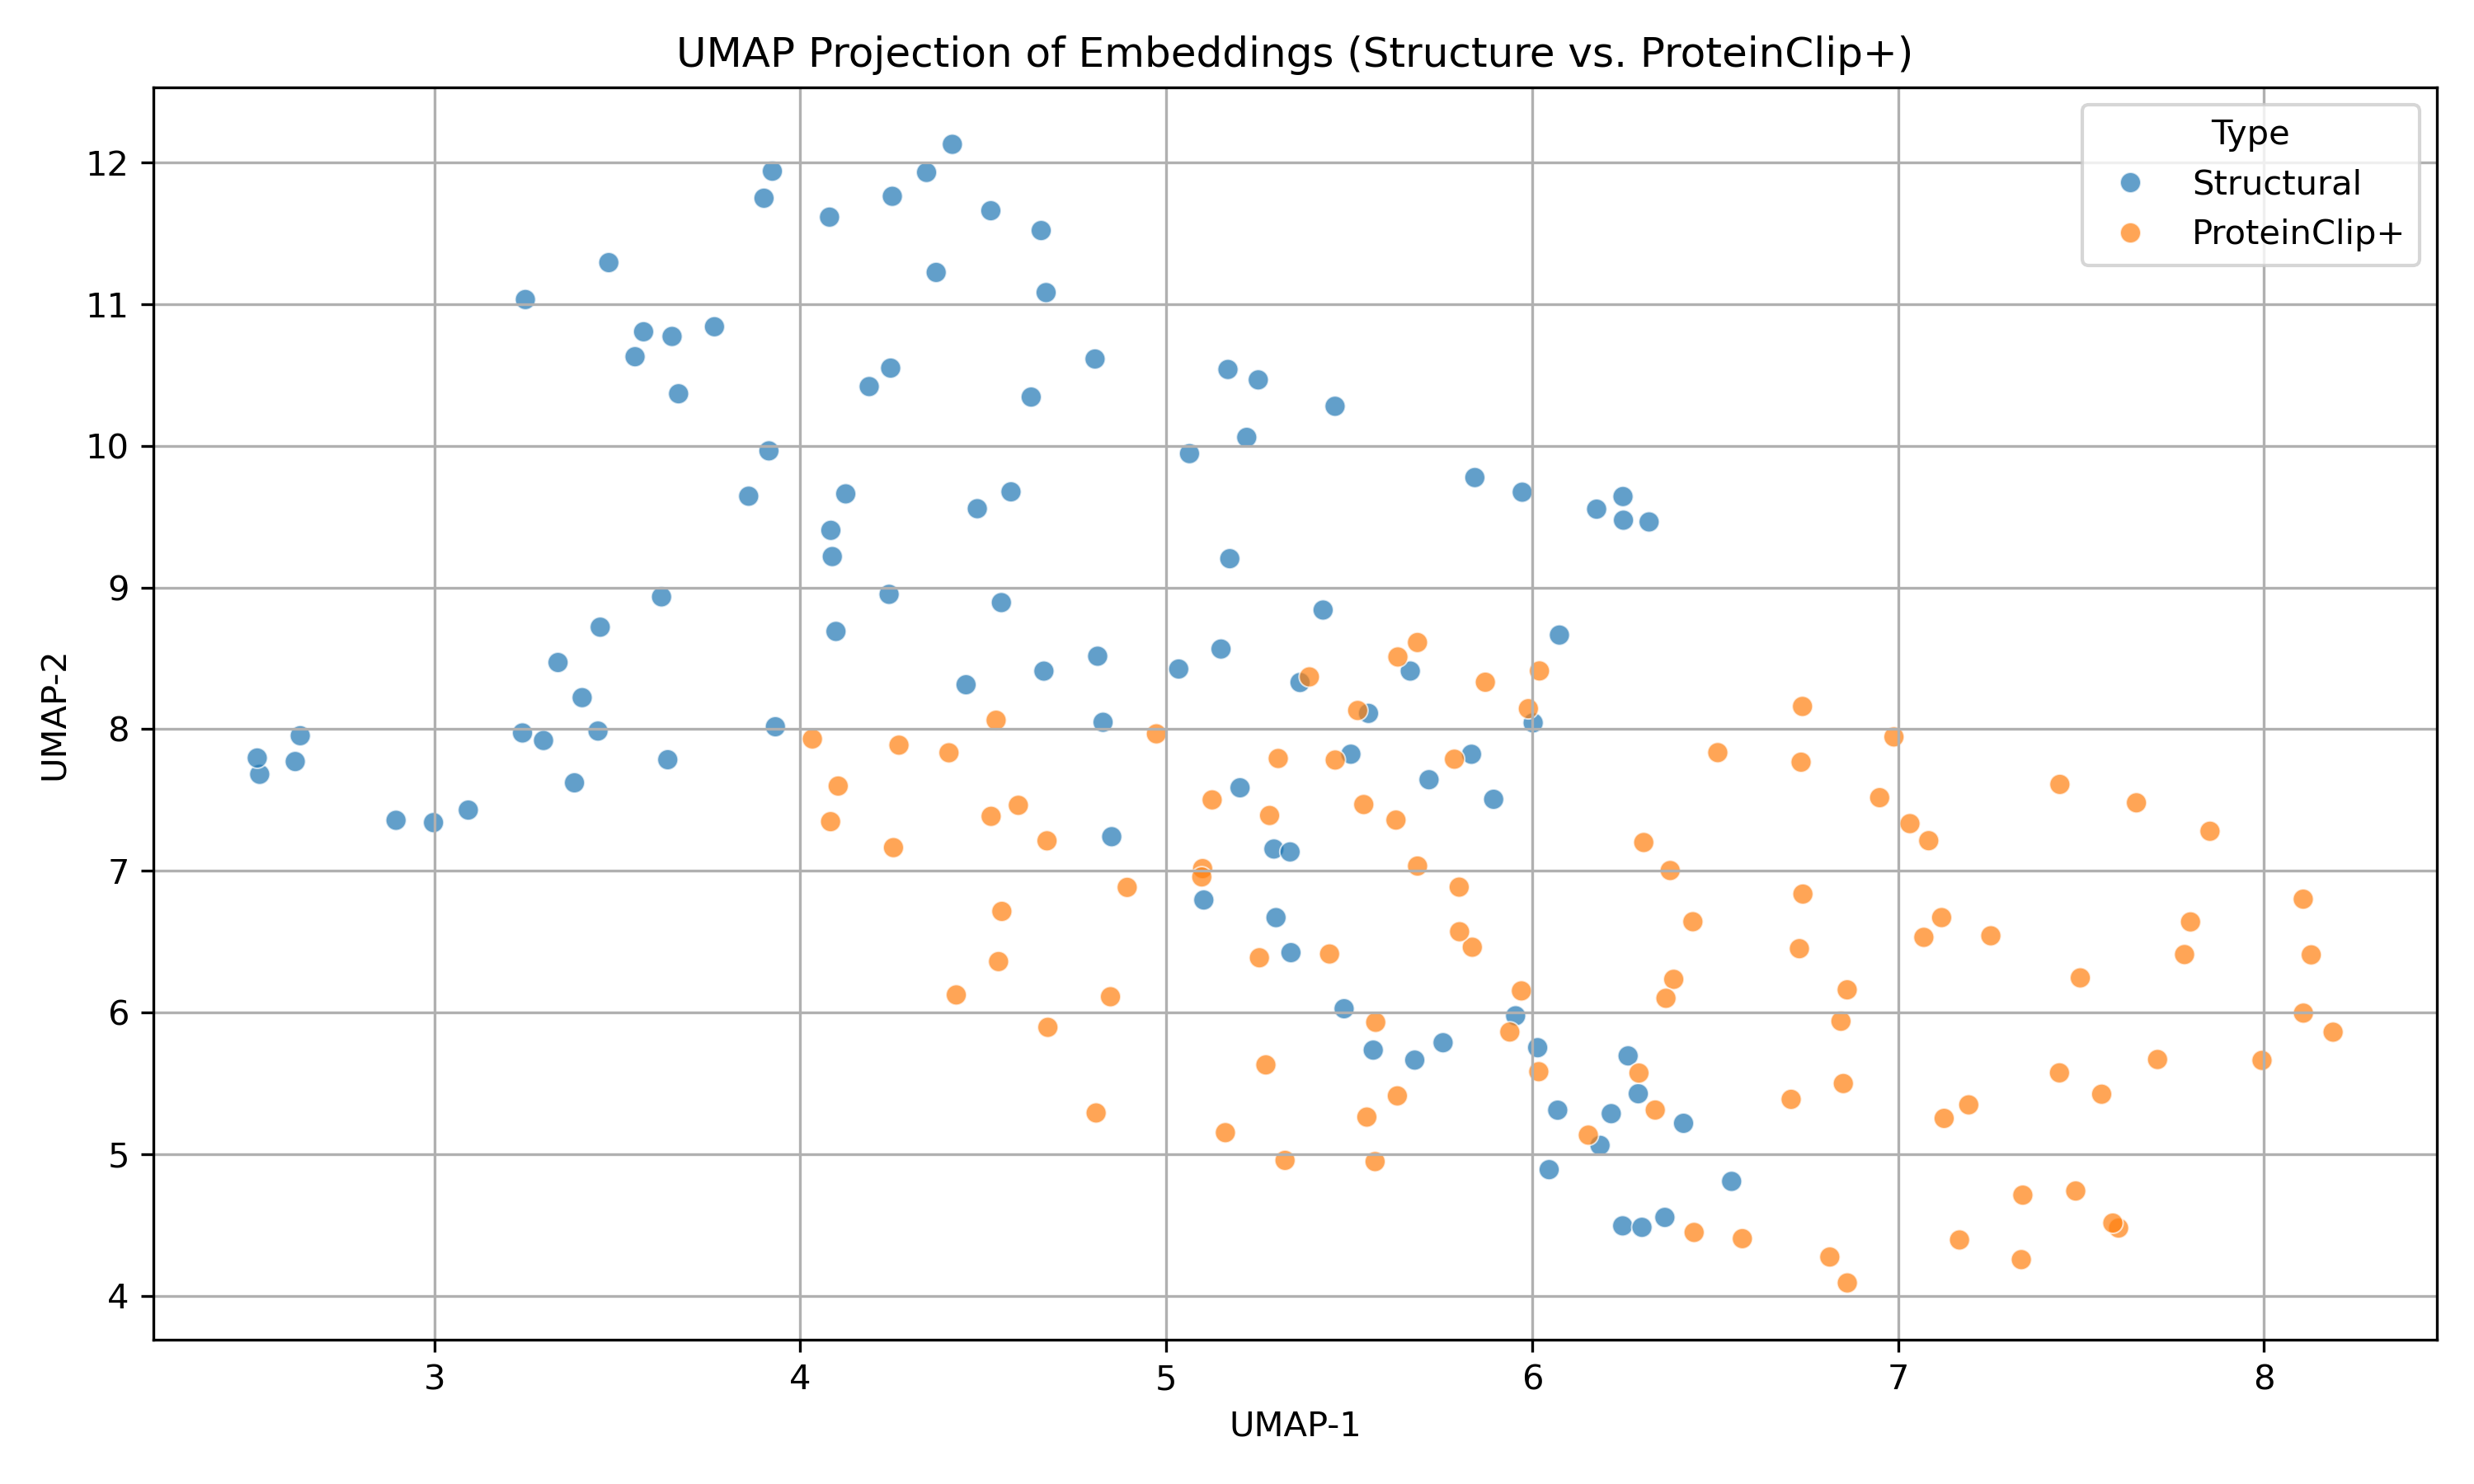 UMAP Projection of Embeddings (Structure vs. ProteinClip+)
Type
Structural
ProteinClip+
12
11
10
9
8
7
6
5
4
UMAP-2
3
4
5
6
7
8
UMAP-1